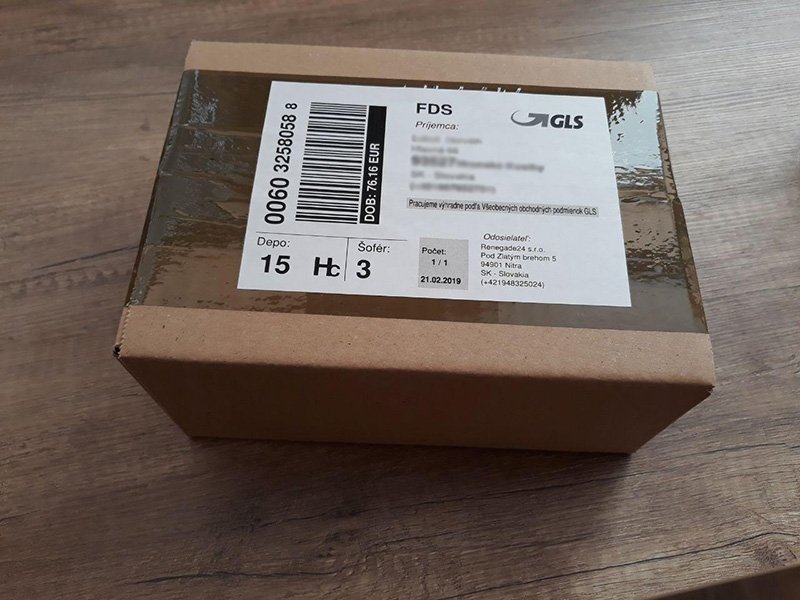 0060 3258058 8
DOB: 76.16 EUR
FDS
GLS
Príjemca:
SK - Slovakia
Pracujeme výhradne podľa Všeobecných obchodných podmienok GLS
Depo:
15 Hc
Šofér:
3
Počet:
1 / 1
21.02.2019
Odosielateľ:
Renegade24 s.r.o.
Pod Zlatým brehom 5
94901 Nitra
SK - Slovakia
(+421948325024)